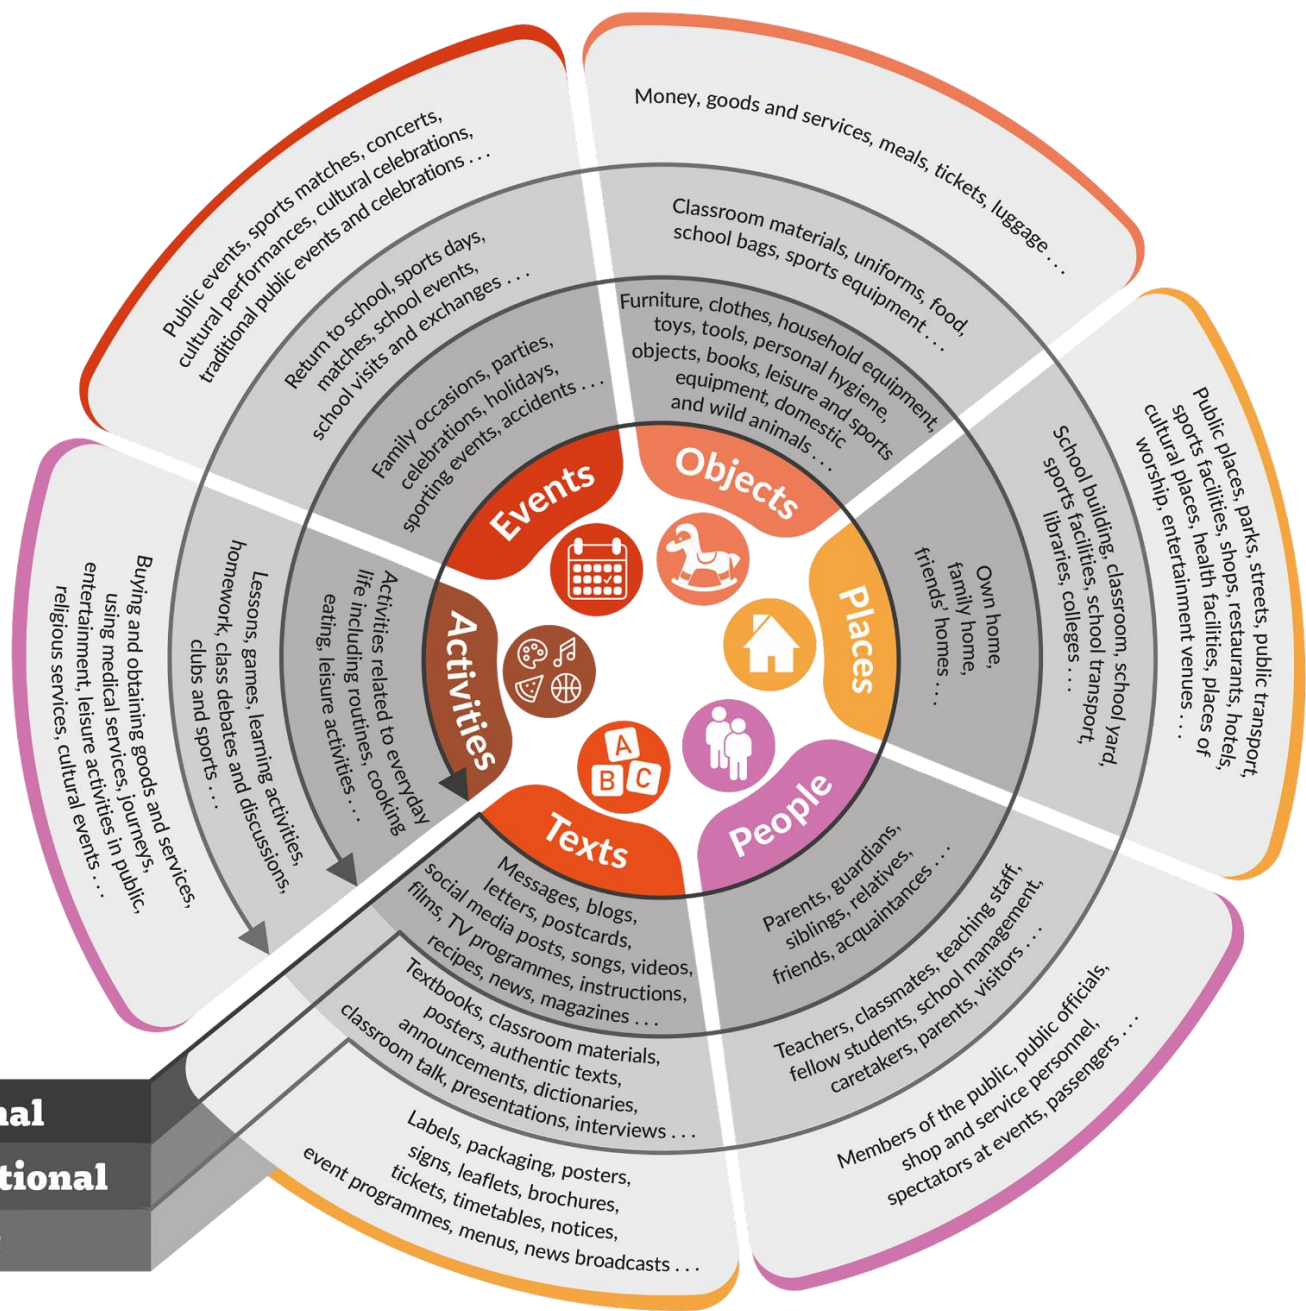 Public events, sports matches, concerts,
cultural performances, cultural celebrations,
traditional public events and celebrations . . .
Return to school, sports days,
matches, school events,
school visits and exchanges . . .
Family occasions, parties,
celebrations, holidays,
sporting events, accidents . . .
Events
Money, goods and services, meals, tickets, luggage . . .
Classroom materials, uniforms, food,
school bags, sports equipment . . .
Furniture, clothes, household equipment,
toys, tools, personal hygiene,
objects, books, leisure and sports
equipment, domestic
and wild animals . . .
Objects
Public places, parks, streets, public transport,
sports facilities, shops, restaurants, hotels,
cultural places, health facilities, places of
worship, entertainment venues . . .
School building, classroom, school yard,
sports facilities, school transport,
libraries, colleges . . .
Own home,
family home,
friends' homes . . .
Places
People
Parents, guardians,
siblings, relatives,
friends, acquaintances . . .
Teachers, classmates, teaching staff,
fellow students, school management,
caretakers, parents, visitors . . .
Members of the public, public officials,
shop and service personnel,
spectators at events, passengers . . .
Texts
A
B
C
Messages, blogs,
letters, postcards,
social media posts, songs, videos,
films, TV programmes, instructions,
recipes, news, magazines . . .
Textbooks, classroom materials,
posters, authentic texts,
announcements, dictionaries,
classroom talk, presentations, interviews . . .
Labels, packaging, posters,
signs, leaflets, brochures,
tickets, timetables, notices,
event programmes, menus, news broadcasts . . .
Activities
Activities related to everyday
life including routines, cooking
eating, leisure activities . . .
Lessons, games, learning activities,
homework, class debates and discussions,
clubs and sports . . .
Buying and obtaining goods and services,
using medical services, journeys,
entertainment, leisure activities in public,
religious services, cultural events . . .
nal
tional